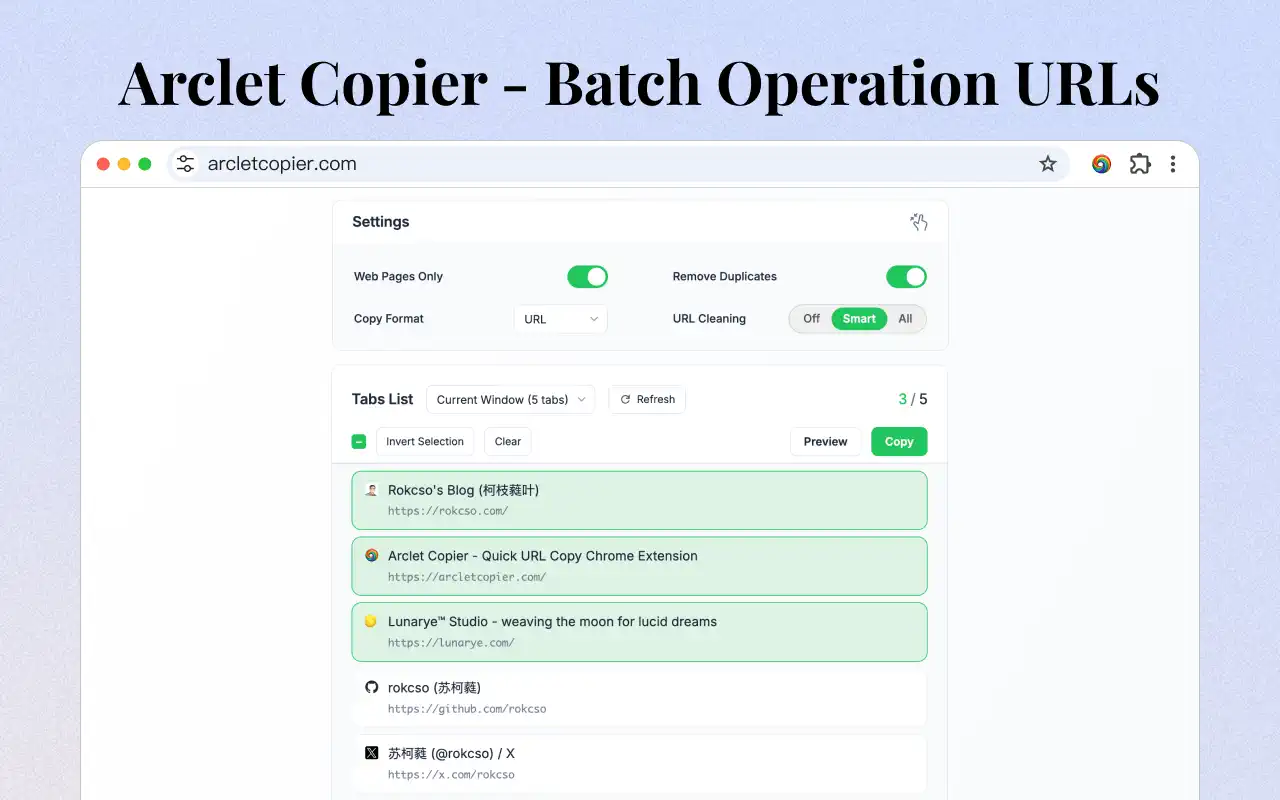 Arclet Copier - Batch Operation URLs
arcletcopier.com
Settings
Web Pages Only
Remove Duplicates
Copy Format URL
URL Cleaning Off Smart All
Tabs List Current Window (5 tabs) Refresh 3 / 5
Invert Selection Clear Preview Copy
Rokcso's Blog (柯枝蕤叶)
https://rokcso.com/
Arclet Copier - Quick URL Copy Chrome Extension
https://arcletcopier.com/
Lunarye™ Studio - weaving the moon for lucid dreams
https://lunarye.com/
rokcso (苏柯蕤)
https://github.com/rokcso
苏柯蕤 (@rokcso) / X
https://x.com/rokcso